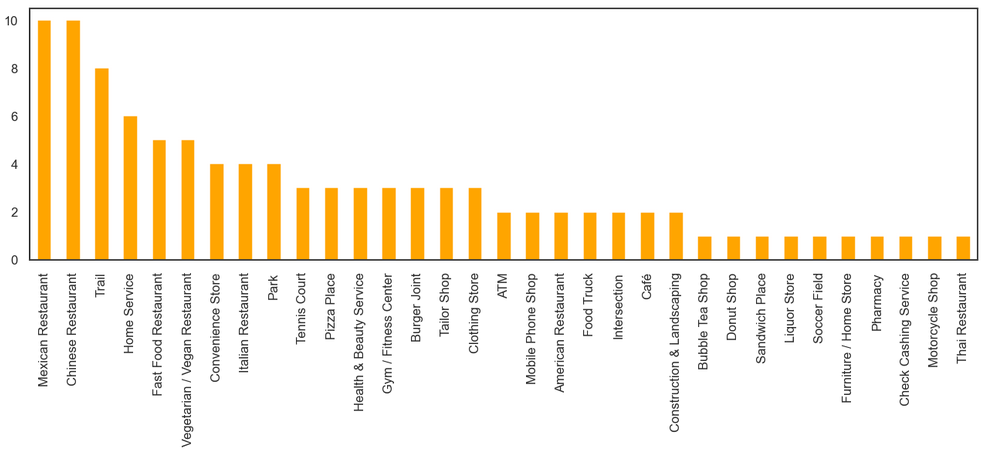 10
8
6
4
2
0
Mexican Restaurant
Chinese Restaurant
Trail
Home Service
Fast Food Restaurant
Vegetarian / Vegan Restaurant
Convenience Store
Italian Restaurant
Park
Tennis Court
Pizza Place
Health & Beauty Service
Gym / Fitness Center
Burger Joint
Tailor Shop
Clothing Store
ATM
Mobile Phone Shop
American Restaurant
Food Truck
Intersection
Café
Construction & Landscaping
Bubble Tea Shop
Donut Shop
Sandwich Place
Liquor Store
Soccer Field
Furniture / Home Store
Pharmacy
Check Cashing Service
Motorcycle Shop
Thai Restaurant